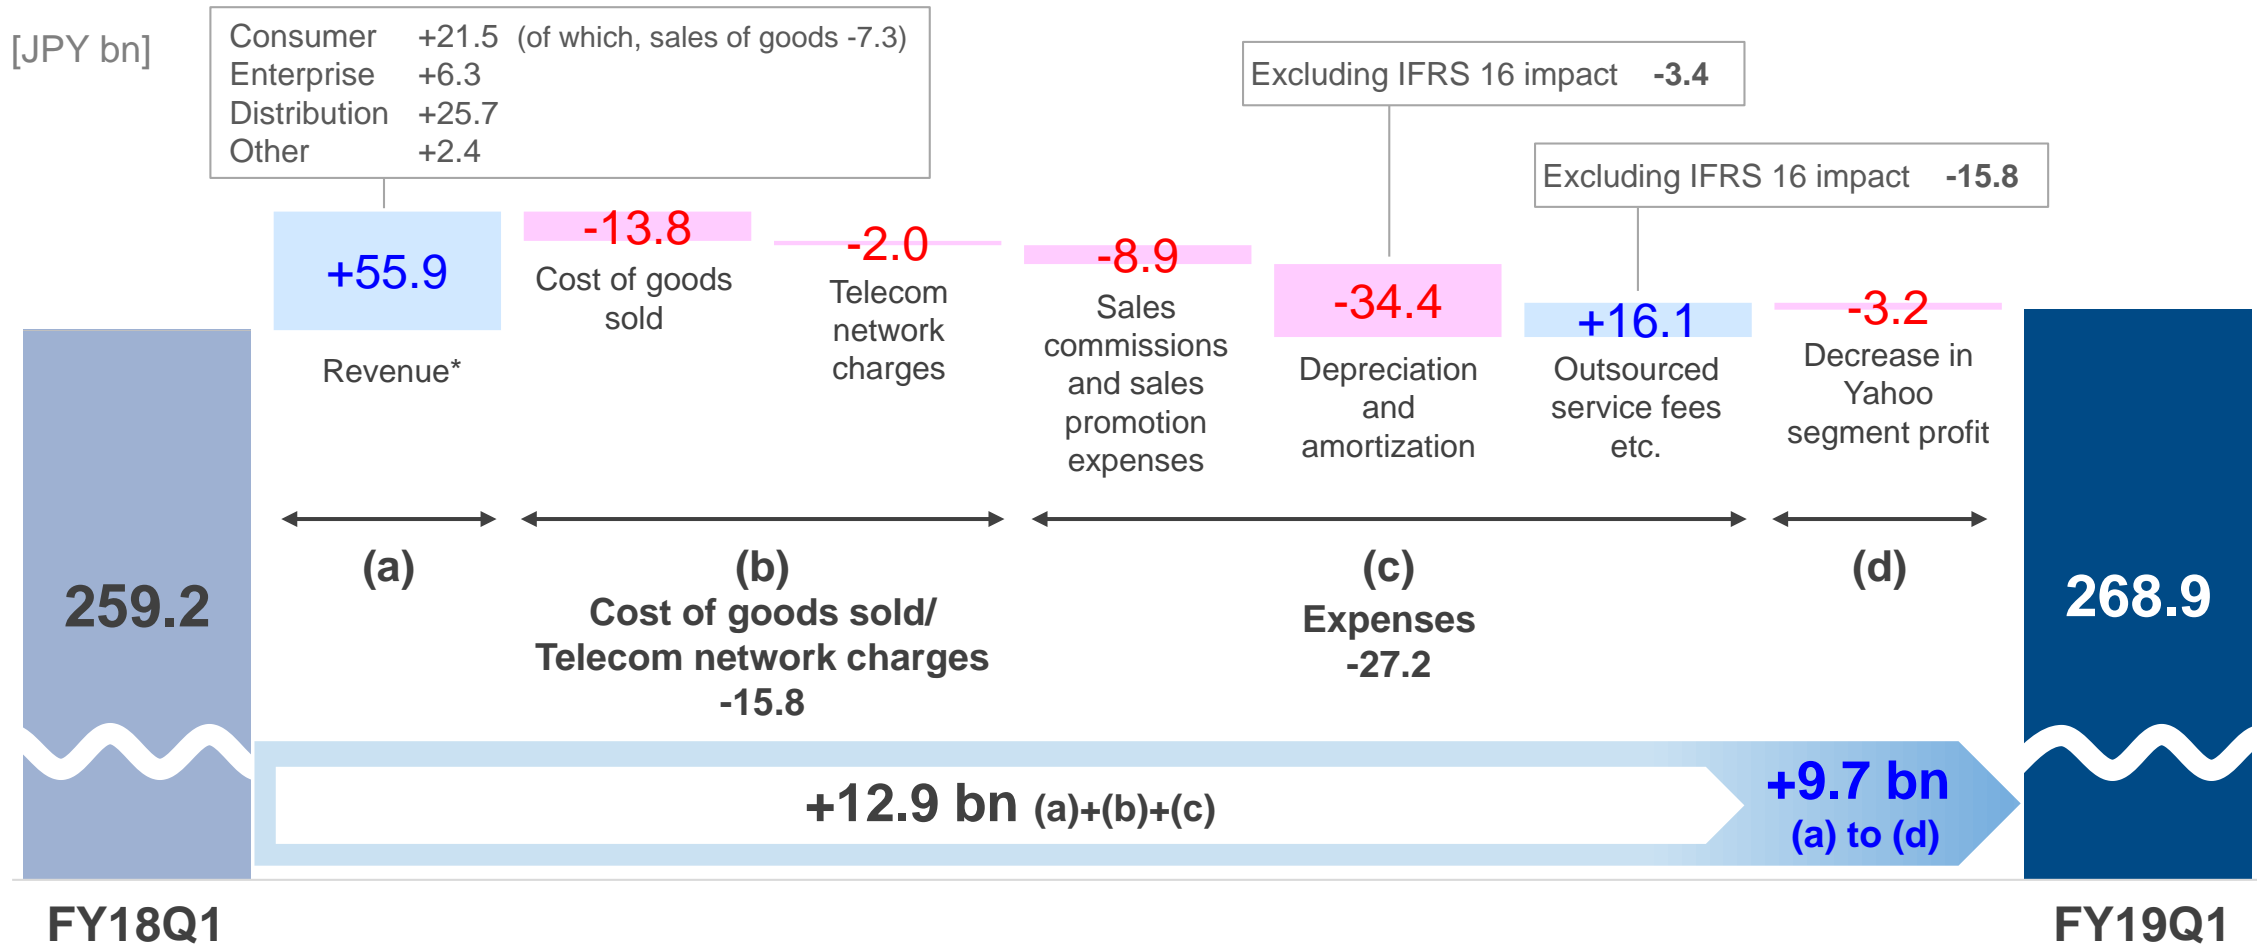 [JPY bn]
Consumer +21.5 (of which, sales of goods -7.3)
Enterprise +6.3
Distribution +25.7
Other +2.4
Excluding IFRS 16 impact -3.4
Excluding IFRS 16 impact -15.8
+55.9
Revenue*
-13.8
Cost of goods
sold
-2.0
Telecom
network
charges
-8.9
Sales
commissions
and sales
promotion
expenses
-34.4
Depreciation
and
amortization
+16.1
Outsourced
service fees
etc.
-3.2
Decrease in
Yahoo
segment profit
(a)
(b)
Cost of goods sold/
Telecom network charges
-15.8
(c)
Expenses
-27.2
(d)
259.2
268.9
+12.9 bn (a)+(b)+(c)
+9.7 bn
(a) to (d)
FY18Q1
FY19Q1